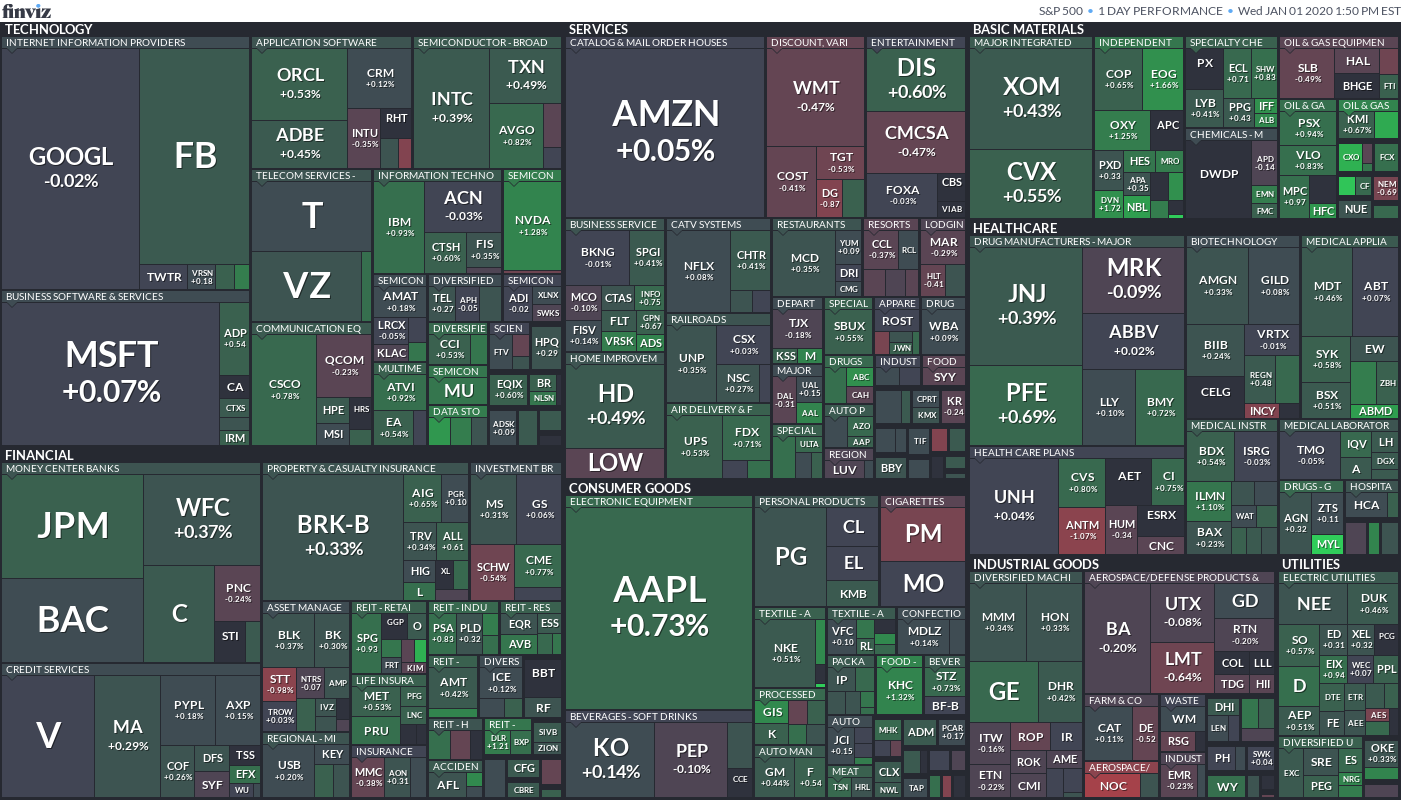 finviz
S&P 500 • 1 DAY PERFORMANCE • Wed JAN 01 2020 1:50 PM EST
TECHNOLOGY
INTERNET INFORMATION PROVIDERS
GOOGL
-0.02%
FB
TWTR
VRSN
+0.18
APPLICATION SOFTWARE
ORCL
+0.53%
CRM
+0.12%
ADBE
+0.45%
INTU
-0.35%
RHT
SEMICONDUCTOR - BROAD
INTC
+0.39%
TXN
+0.49%
AVGO
+0.82%
TELECOM SERVICES -
T
VZ
INFORMATION TECHNO
IBM
+0.93%
ACN
-0.03%
CTSH
+0.60%
FIS
+0.35%
SEMICON
NVDA
+1.28%
BUSINESS SOFTWARE & SERVICES
MSFT
+0.07%
ADP
+0.54
CA
CTXS
IRM
COMMUNICATION EQ
CSCO
+0.78%
QCOM
-0.23%
HPE
HRS
MSI
SEMICON
AMAT
+0.18%
LRCX
-0.05%
KLAC
DIVERSIFIED
TEL
+0.27
APH
-0.05
SEMICON
ADI
-0.02
XLNX
SWKS
DIVERSIFIE
CCI
+0.53%
SCIEN
FTV
HPQ
+0.29
MULTIME
ATVI
+0.92%
EA
+0.54%
SEMICON
MU
DATA STO
EQIX
+0.60%
BR
NLSN
ADSK
+0.09
SERVICES
CATALOG & MAIL ORDER HOUSES
AMZN
+0.05%
DISCOUNT, VARI
WMT
-0.47%
COST
-0.41%
TGT
-0.53%
DG
-0.87
ENTERTAINMENT
DIS
+0.60%
CMCSA
-0.47%
FOXA
-0.03%
CBS
VIAB
BUSINESS SERVICE
BKNG
-0.01%
SPGI
+0.41%
MCO
-0.10%
CTAS
INFO
+0.75
FISV
+0.14%
FLT
GPN
+0.67
VRSK
ADS
CATV SYSTEMS
NFLX
+0.08%
CHTR
+0.41%
RESTAURANTS
MCD
+0.35%
YUM
+0.09
DRI
CMG
RESORTS
CCL
-0.37%
RCL
LODGIN
MAR
-0.29%
HLT
-0.41
RAILROADS
UNP
+0.35%
CSX
+0.03%
NSC
+0.27%
DEPART
TJX
-0.18%
KSS
M
SPECIAL
SBUX
+0.55%
APPARE
ROST
JWN
DRUG
WBA
+0.09%
HOME IMPROVEM
HD
+0.49%
LOW
MAJOR
DAL
-0.31
UAL
+0.15
AAL
DRUGS
ABC
CAH
INDUST
FOOD
SYY
CPRT
KMX
KR
-0.24
AIR DELIVERY & F
UPS
+0.53%
FDX
+0.71%
SPECIAL
ULTA
AUTO P
AZO
AAP
REGION
LUV
TIF
BBY
BASIC MATERIALS
MAJOR INTEGRATED
XOM
+0.43%
CVX
+0.55%
INDEPENDENT
COP
+0.65%
EOG
+1.66%
OXY
+1.25%
APC
PXD
+0.33
HES
MRO
APA
+0.35
DVN
+1.72
NBL
SPECIALTY CHE
PX
ECL
+0.71
SHW
+0.83
LYB
+0.41%
PPG
+0.43
IFF
ALB
CHEMICALS - M
DWDP
APD
-0.14
EMN
FMC
OIL & GAS EQUIPMEN
SLB
-0.49%
HAL
BHGE
FTI
OIL & GA
PSX
+0.94%
VLO
+0.83%
MPC
+0.97
HFC
OIL & GAS
KMI
+0.67%
CXO
FCX
CF
NEM
-0.69
NUE
HEALTHCARE
DRUG MANUFACTURERS - MAJOR
JNJ
+0.39%
PFE
+0.69%
MRK
-0.09%
ABBV
+0.02%
LLY
+0.10%
BMY
+0.72%
BIOTECHNOLOGY
AMGN
+0.33%
GILD
+0.08%
BIIB
+0.24%
VRTX
-0.01%
CELG
REGN
+0.48
INCY
MEDICAL APPLIA
MDT
+0.46%
ABT
+0.07%
SYK
+0.58%
EW
BSX
+0.51%
ZBH
ABMD
HEALTH CARE PLANS
UNH
+0.04%
CVS
+0.80%
AET
CI
+0.75%
ANTM
-1.07%
HUM
-0.34
ESRX
CNC
MEDICAL INSTR
BDX
+0.54%
ISRG
-0.03%
ILMN
+1.10%
WAT
BAX
+0.23%
MEDICAL LABORATOR
TMO
-0.05%
IQV
LH
A
DGX
DRUGS - G
AGN
+0.32
ZTS
+0.11
MYL
HOSPITA
HCA
FINANCIAL
MONEY CENTER BANKS
JPM
WFC
+0.37%
BAC
C
PNC
-0.24%
STI
PROPERTY & CASUALTY INSURANCE
BRK-B
+0.33%
AIG
+0.65%
PGR
+0.10
TRV
+0.34%
ALL
+0.61
HIG
XL
L
INVESTMENT BR
MS
+0.31%
GS
+0.06%
SCHW
-0.54%
CME
+0.77%
CREDIT SERVICES
V
MA
+0.29%
PYPL
+0.18%
AXP
+0.15%
COF
+0.26%
DFS
TSS
SYF
EFX
WU
ASSET MANAGE
BLK
+0.37%
BK
+0.30%
STT
-0.98%
NTRS
-0.07
AMP
TROW
+0.03%
IVZ
REGIONAL - MI
USB
+0.20%
KEY
REIT - RETAI
SPG
+0.93
GGP
O
FRT
KIM
REIT - INDU
PSA
+0.83
PLD
+0.32
REIT - RES
EQR
ESS
AVB
LIFE INSURA
MET
+0.53%
PFG
LNC
PRU
REIT -
AMT
+0.42%
DIVERS
ICE
+0.12%
BBT
RF
REIT - H
REIT -
DLR
+1.21
BXP
SIVB
ZION
INSURANCE
MMC
-0.38%
AON
+0.31
ACCIDEN
AFL
CFG
CBRE
CONSUMER GOODS
ELECTRONIC EQUIPMENT
AAPL
+0.73%
PERSONAL PRODUCTS
PG
CL
EL
KMB
CIGARETTES
PM
MO
TEXTILE - A
NKE
+0.51%
TEXTILE - A
VFC
+0.10
RL
CONFECTIO
MDLZ
+0.14%
PACKA
IP
FOOD -
KHC
+1.32%
BEVER
STZ
+0.73%
BF-B
BEVERAGES - SOFT DRINKS
KO
+0.14%
PEP
-0.10%
CCE
PROCESSED
GIS
K
AUTO
JCI
+0.15
MHK
ADM
PCAR
+0.17
AUTO MAN
GM
+0.44%
F
+0.54
MEAT
TSN
HRL
CLX
NWL
TAP
INDUSTRIAL GOODS
DIVERSIFIED MACHI
MMM
+0.34%
HON
+0.33%
GE
DHR
+0.42%
ITW
-0.16%
ROP
IR
ETN
-0.22%
ROK
AME
CMI
AEROSPACE/DEFENSE PRODUCTS &
BA
-0.20%
UTX
-0.08%
GD
RTN
-0.20%
LMT
-0.64%
COL
LLL
TDG
HII
FARM & CO
CAT
+0.11%
DE
-0.52
WASTE
WM
RSG
DHI
LEN
AEROSPACE/
NOC
INDUST
EMR
-0.23%
PH
SWK
+0.04
WY
UTILITIES
ELECTRIC UTILITIES
NEE
DUK
+0.46%
SO
+0.57%
ED
+0.31
XEL
+0.32
PCG
EIX
+0.94
WEC
+0.07
PPL
D
DTE
ETR
AEP
+0.51%
FE
AEE
AES
DIVERSIFIED U
EXC
SRE
ES
PEG
NRG
OKE
+0.33%